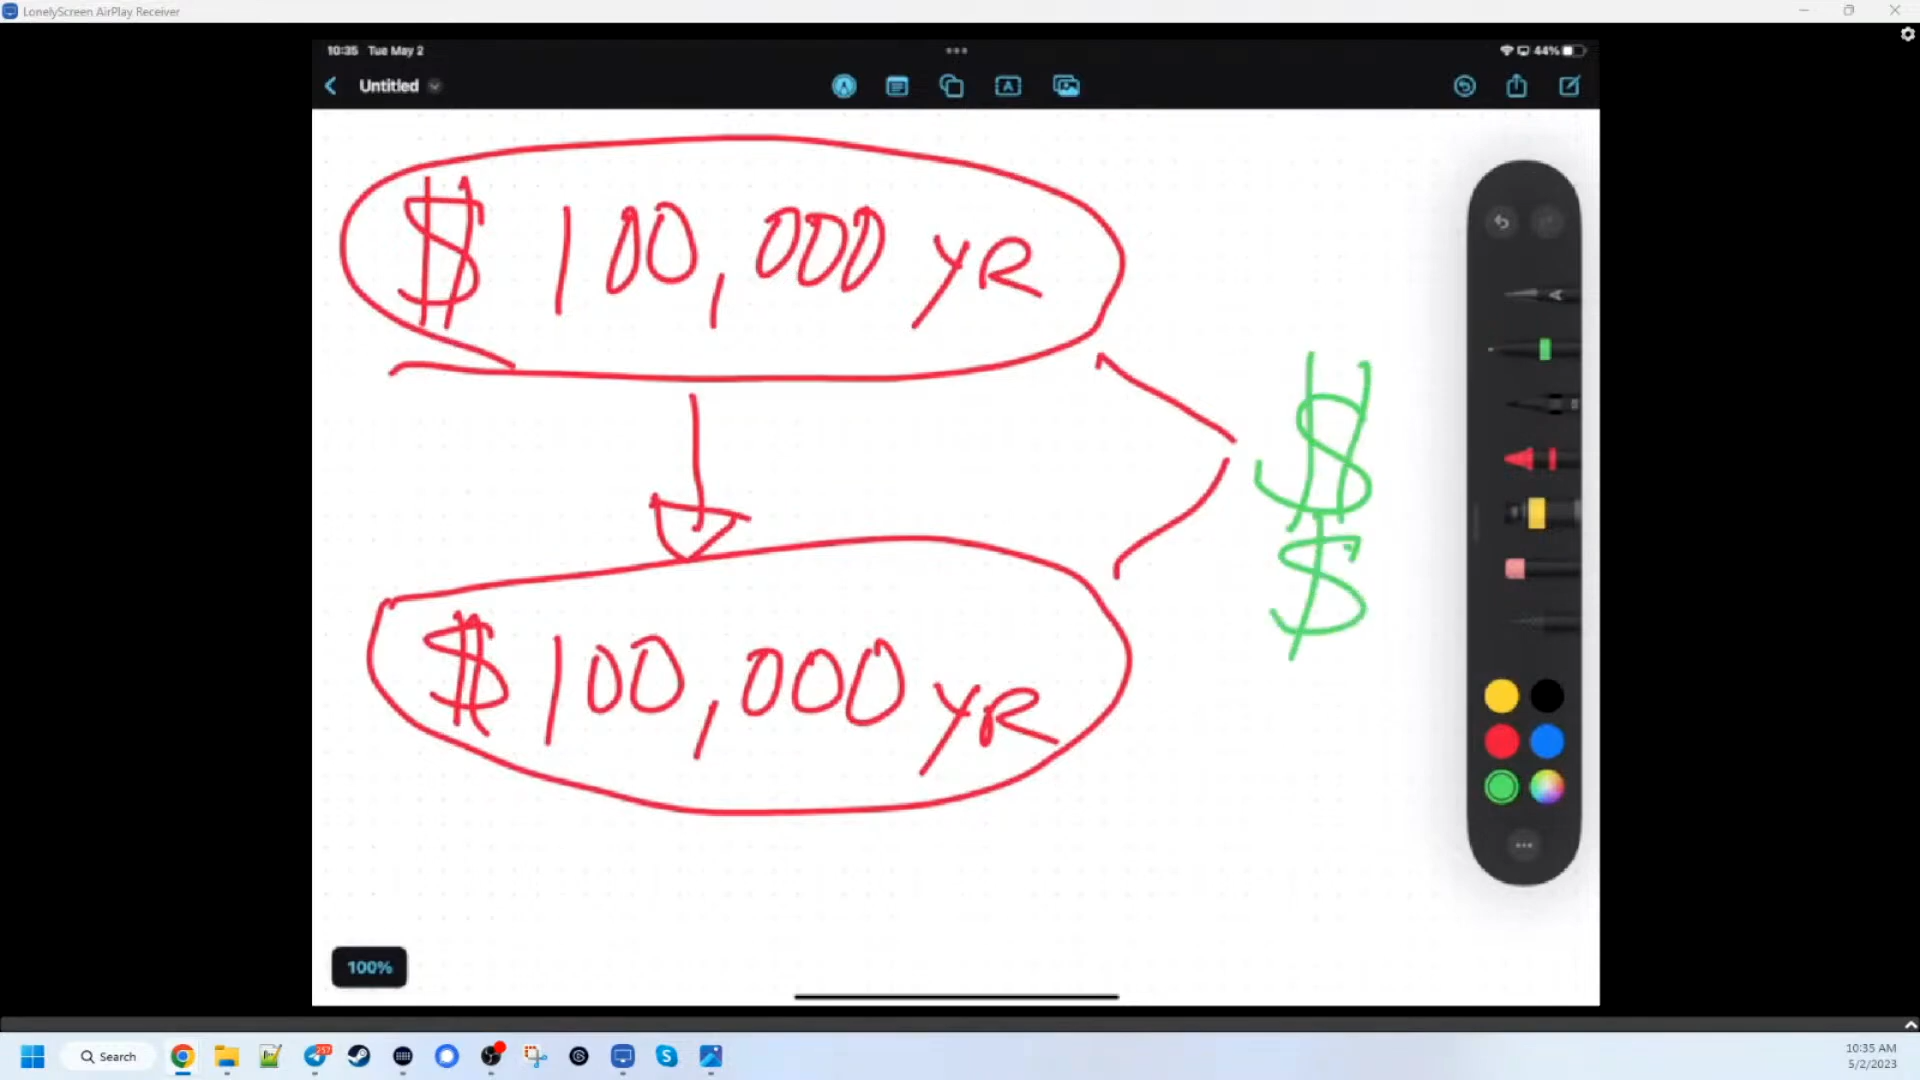 LonelyScreen AirPlay Receiver
10:35 Tue May 2
44%
Untitled
A
$ 100,000 YR
$
$
$ 100,000 YR
100%
Search
257
10:35 AM
5/2/2023